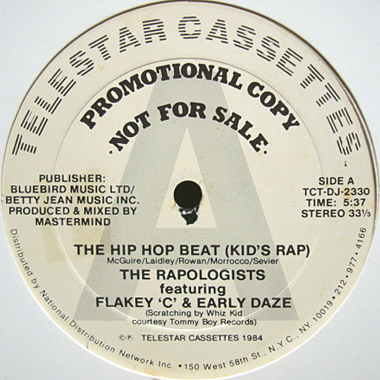 TELESTAR CASSETTES
PROMOTIONAL COPY
·NOT FOR SALE·
PUBLISHER:
BLUEBIRD MUSIC LTD/
BETTY JEAN MUSIC INC.
PRODUCED & MIXED BY
MASTERMIND
SIDE A
TCT-DJ-2330
TIME: 5:37
STEREO 33⅓
A
THE HIP HOP BEAT (KID'S RAP)
McGuire/Laidley/Rowan/Morrocco/Sevier
THE RAPOLOGISTS
featuring
FLAKEY 'C' & EARLY DAZE
(Scratching by Whiz Kid
courtesy Tommy Boy Records)
©℗ TELESTAR CASSETTES 1984
Distributed by National Distribution Network Inc. • 150 West 58th St., N.Y.C., N.Y. 10019 • 212 • 977 • 4166